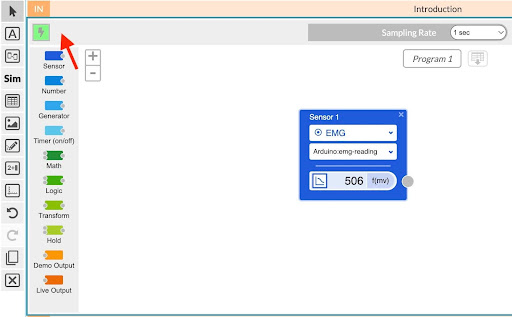 IN
Introduction
Sampling Rate
1 sec
A
Sim
Sensor
Number
Generator
Timer (on/off)
Math
Logic
Transform
Hold
Demo Output
Live Output
+
-
Program 1
Sensor 1
EMG
Arduino:emg-reading
506 f(mv)